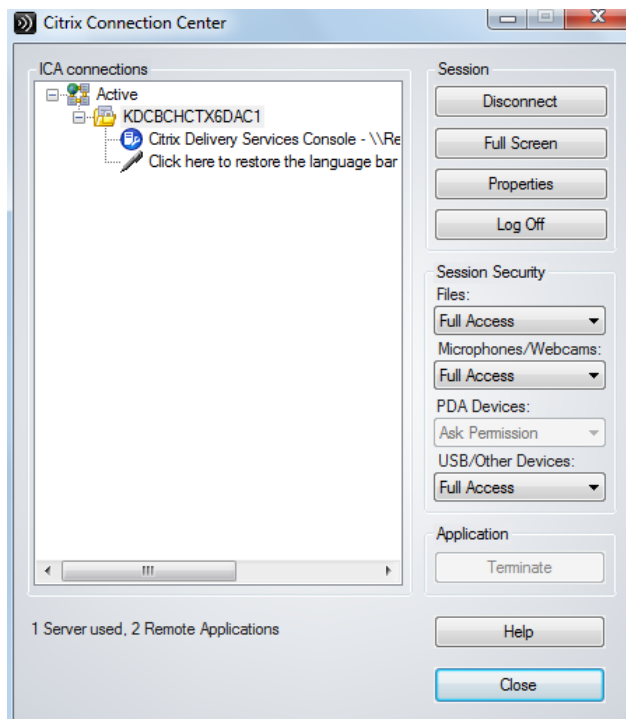 Citrix Connection Center
ICA connections
Active
KDCBCHCTX6DAC1
Citrix Delivery Services Console - \\Re
Click here to restore the language bar
Session
Disconnect
Full Screen
Properties
Log Off
Session Security
Files:
Full Access
Microphones/Webcams:
Full Access
PDA Devices:
Ask Permission
USB/Other Devices:
Full Access
Application
Terminate
1 Server used, 2 Remote Applications
Help
Close